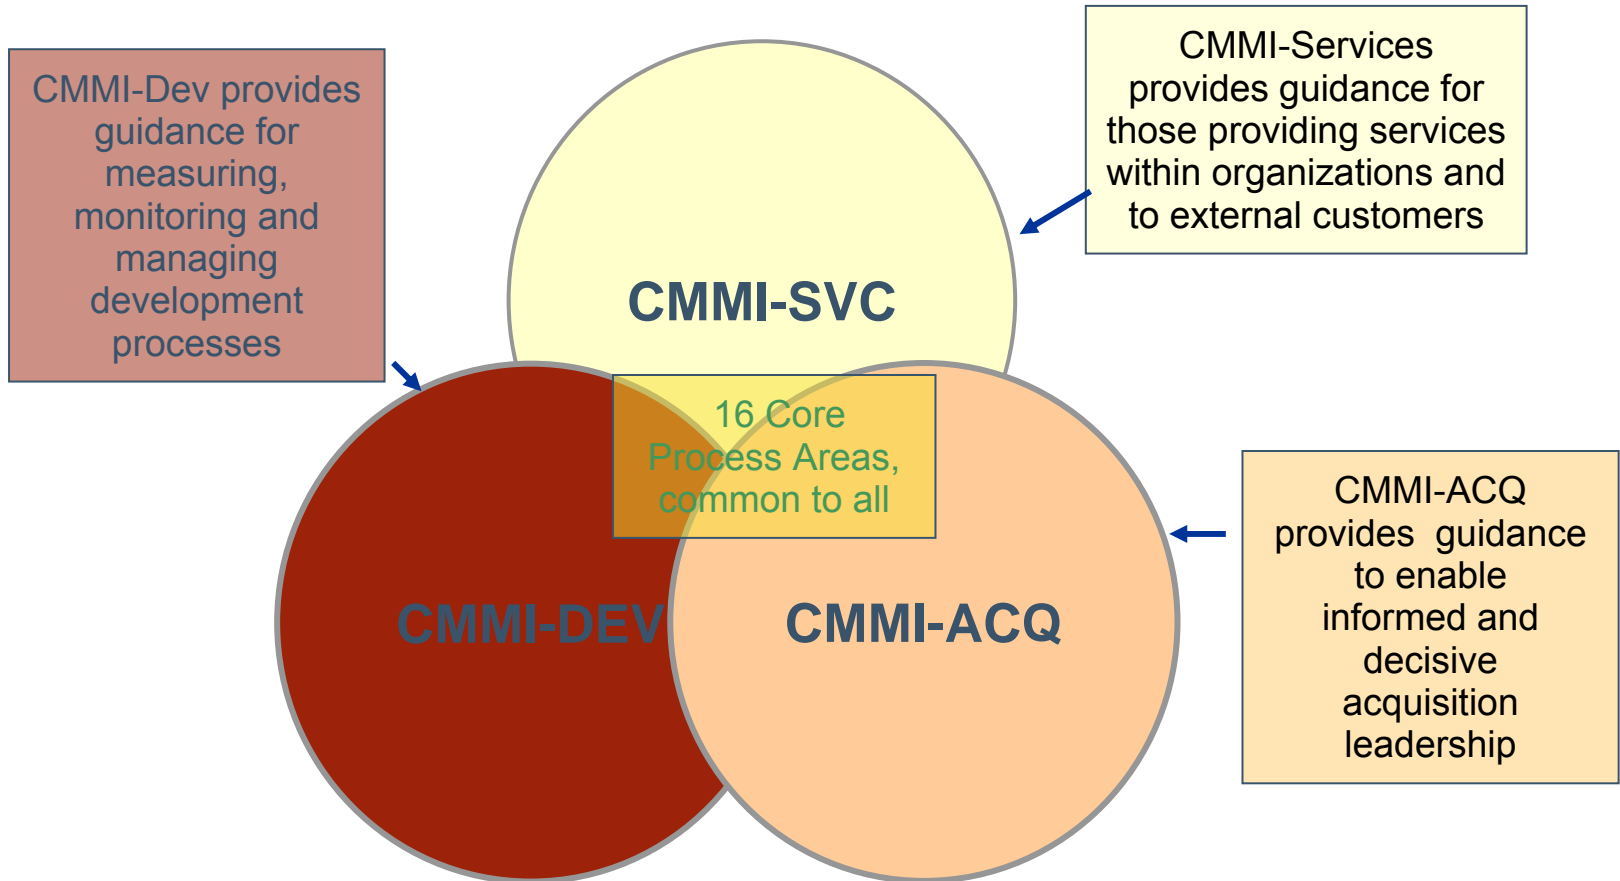 CMMI-Dev provides
guidance for
measuring,
monitoring and
managing
development
processes
CMMI-Services
provides guidance for
those providing services
within organizations and
to external customers
CMMI-SVC
16 Core
Process Areas,
common to all
CMMI-DEV
CMMI-ACQ
CMMI-ACQ
provides guidance
to enable
informed and
decisive
acquisition
leadership